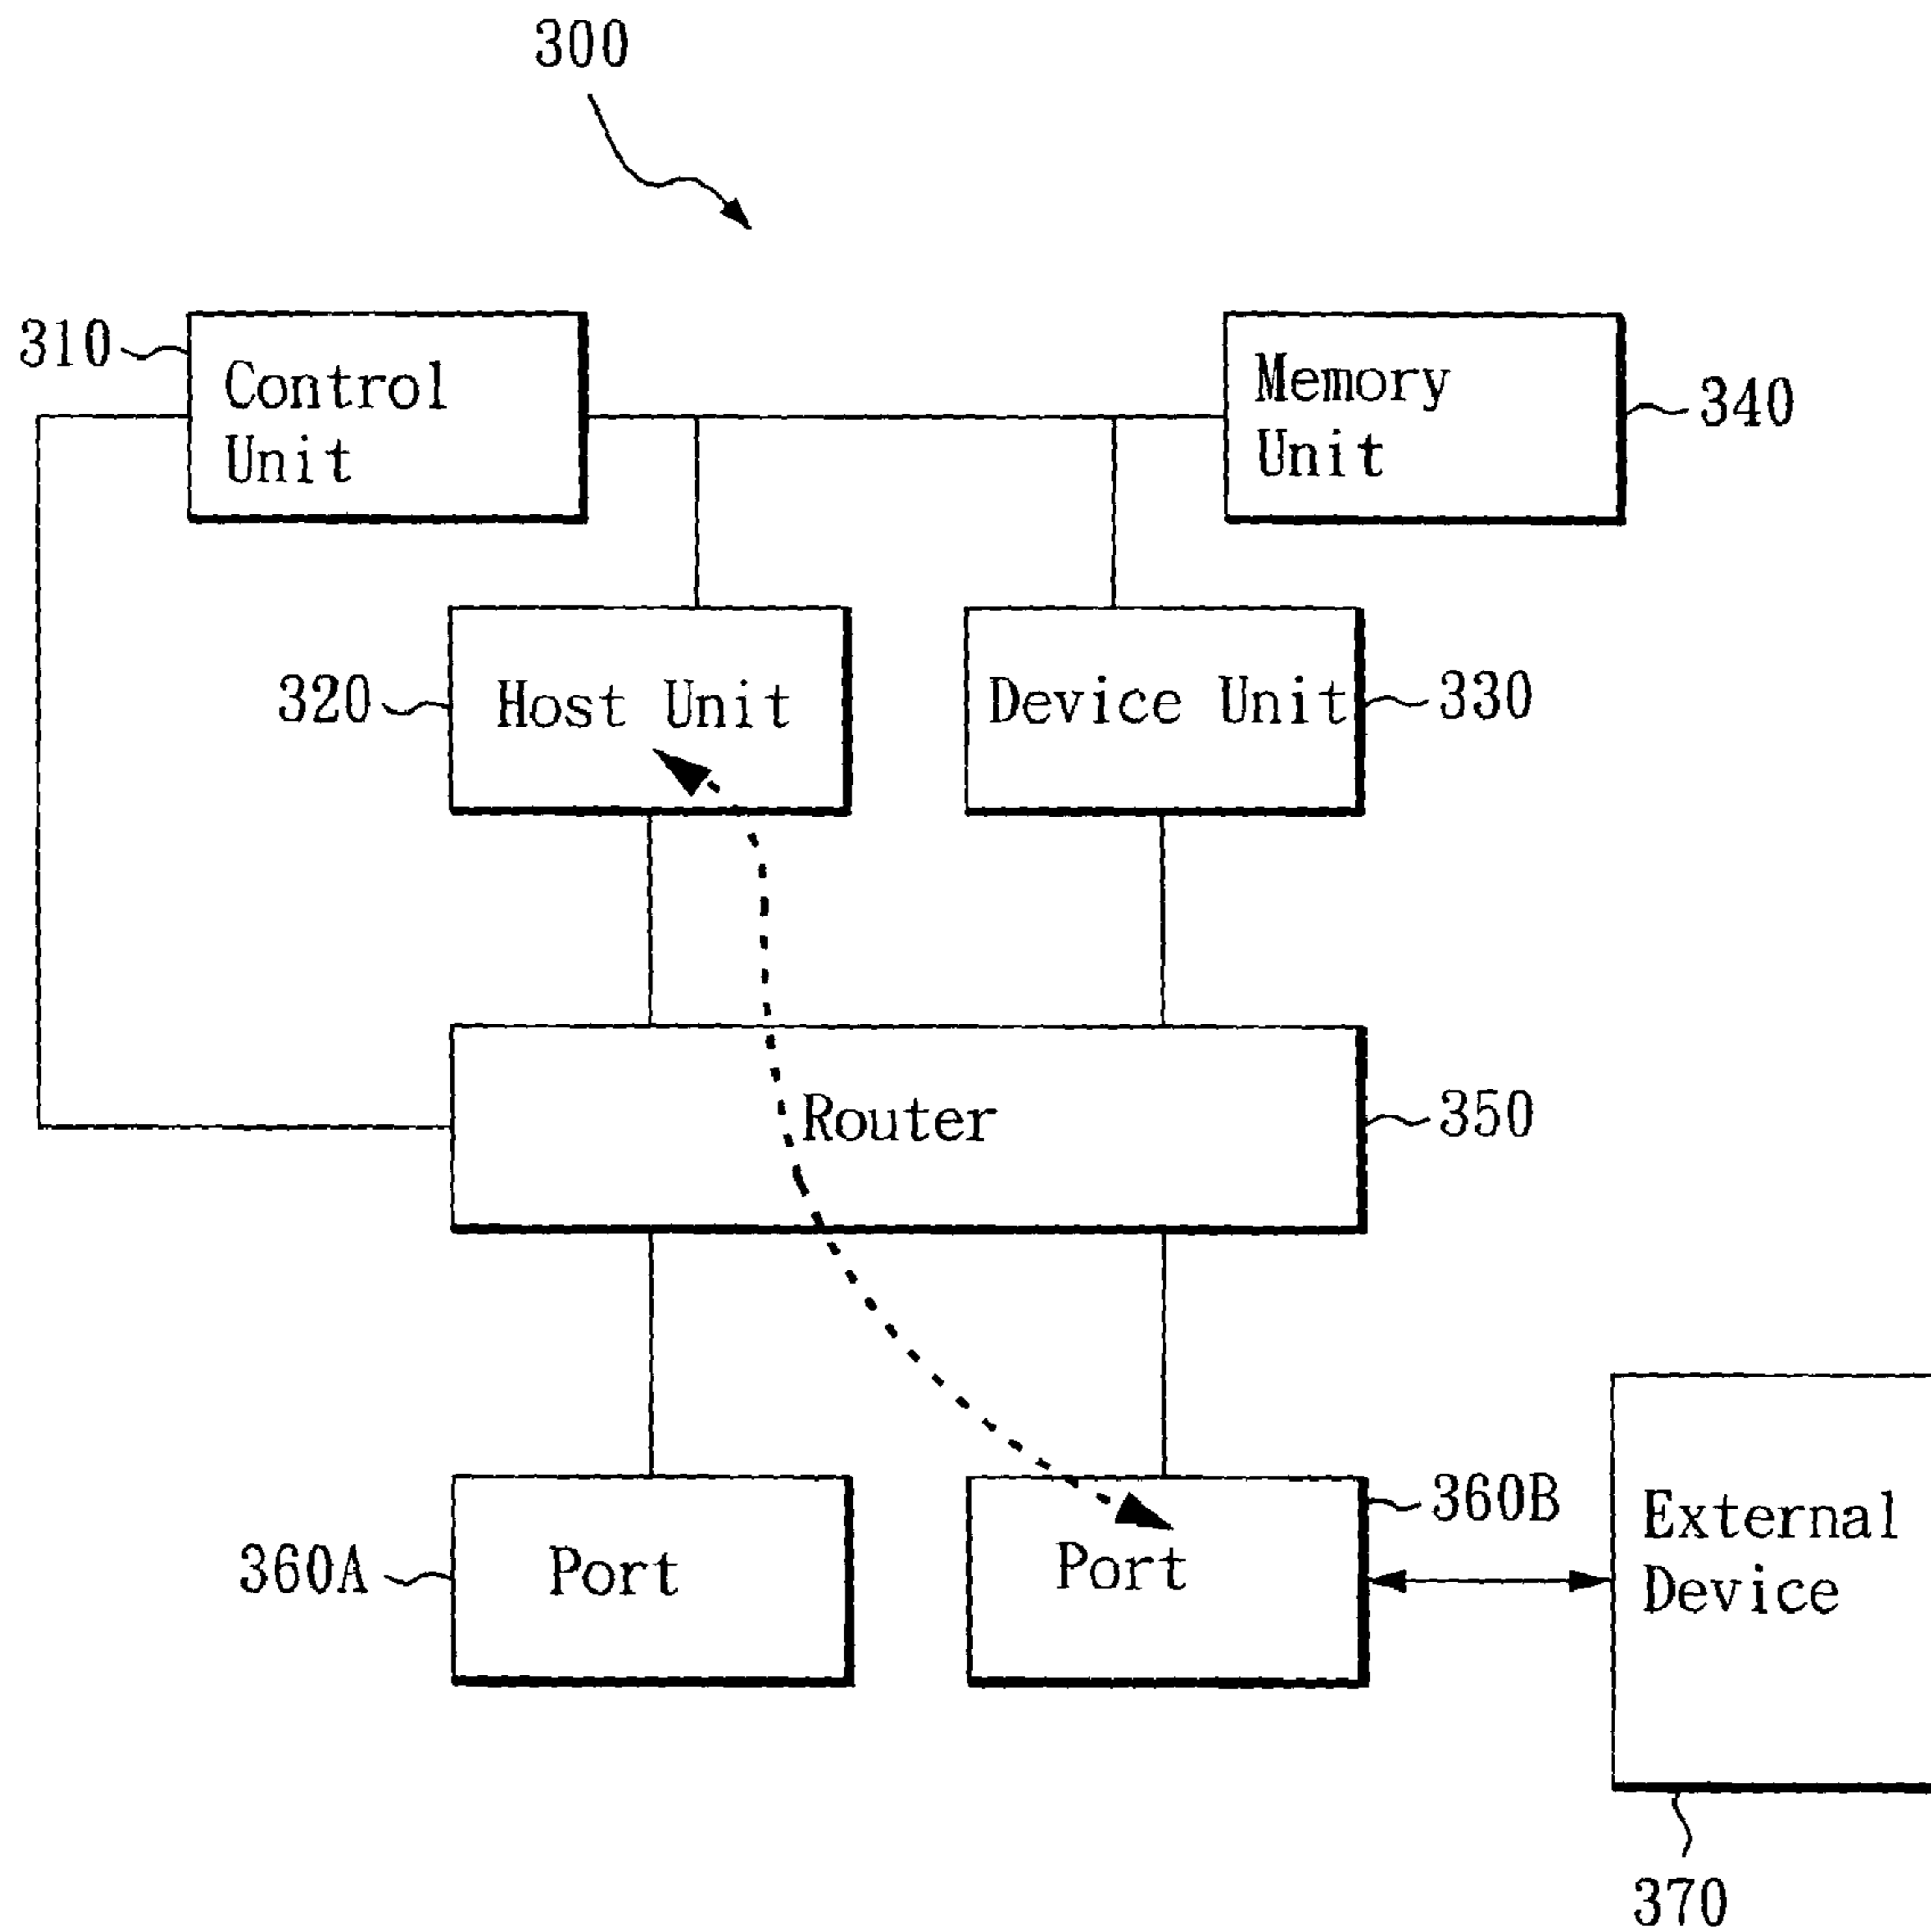 300
310
Control
Unit
Memory
Unit
340
320
Host Unit
Device Unit
330
Router
350
360A
Port
Port
360B
External
Device
370